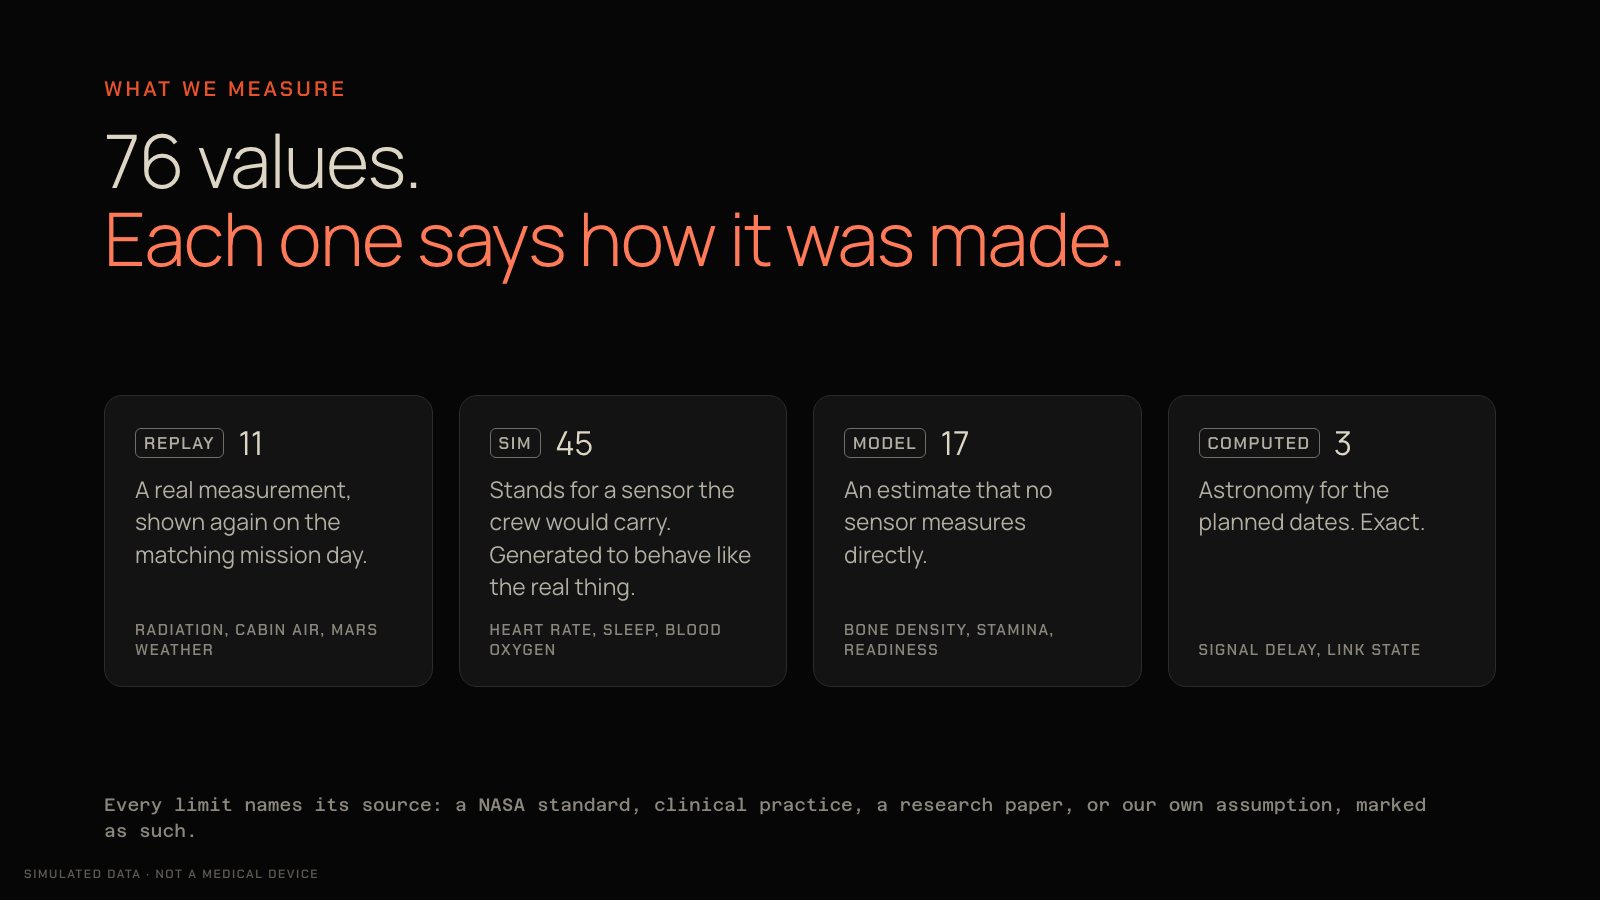 WHAT WE MEASURE
76 values.
Each one says how it was made.
REPLAY 11
A real measurement,
shown again on the
matching mission day.
RADIATION, CABIN AIR, MARS
WEATHER
SIM 45
Stands for a sensor the
crew would carry.
Generated to behave like
the real thing.
HEART RATE, SLEEP, BLOOD
OXYGEN
MODEL 17
An estimate that no
sensor measures
directly.
BONE DENSITY, STAMINA,
READINESS
COMPUTED 3
Astronomy for the
planned dates. Exact.
SIGNAL DELAY, LINK STATE
Every limit names its source: a NASA standard, clinical practice, a research paper, or our own assumption, marked
as such.
SIMULATED DATA · NOT A MEDICAL DEVICE